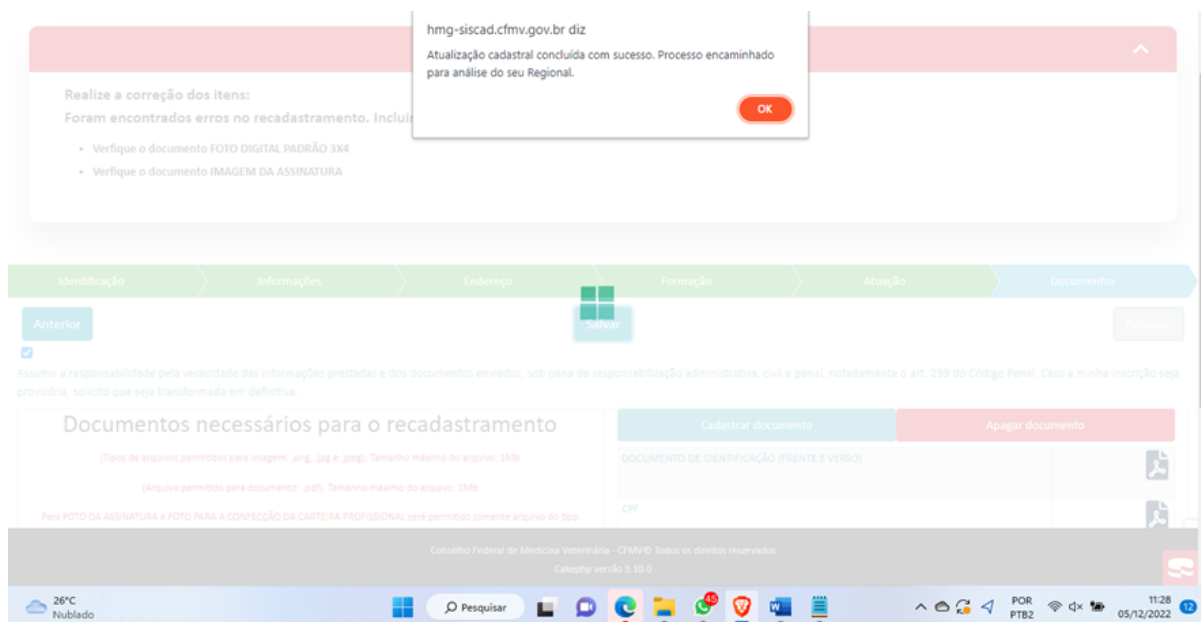 hmg-siscad.cfmv.gov.br diz
Atualização cadastral concluída com sucesso. Processo encaminhado
para análise do seu Regional.
OK
Realize a correção dos itens:
Foram encontrados erros no recadastramento. Inclui
• Verfique o documento FOTO DIGITAL PADRÃO 3X4
• Verfique o documento IMAGEM DA ASSINATURA
Identificação Informações Endereço Formação Atuação Documentos
Anterior Salvar Próximo
Assumo a responsabilidade pela veracidade das informações prestadas e dos documentos enviados, sob pena de responsabilização administrativa, civil e penal, notadamente o art. 299 do Código Penal. Caso a minha inscrição seja
provisória, solicito que seja transformada em definitiva.
Documentos necessários para o recadastramento
(Tipos de arquivos permitidos para imagem: .png, .jpg e .jpeg). Tamanho máximo do arquivo: 1Mb
(Arquivo permitido para documentos: .pdf). Tamanho máximo do arquivo: 1Mb
Para FOTO DA ASSINATURA e FOTO PARA A CONFECÇÃO DA CARTEIRA PROFISSIONAL será permitido somente arquivo do tipo
Cadastrar documento Apagar documento
DOCUMENTO DE IDENTIFICAÇÃO (FRENTE E VERSO)
CPF
Conselho Federal de Medicina Veterinária - CFMV© Todos os direitos reservados
Cakephp versão 3.10.0
26°C
Nublado
Pesquisar
45
POR
PTB2
11:28
05/12/2022
12